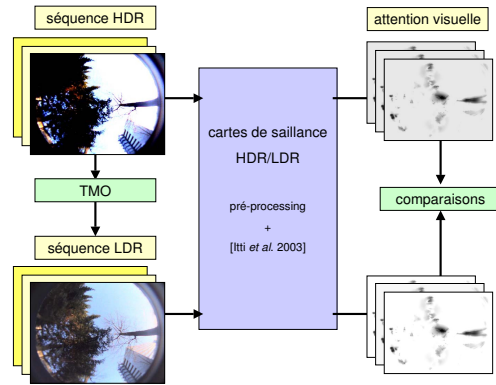 séquence HDR
attention visuelle
cartes de saillance
HDR/LDR
pré-processing
+
[Itti et al. 2003]
TMO
comparaisons
séquence LDR